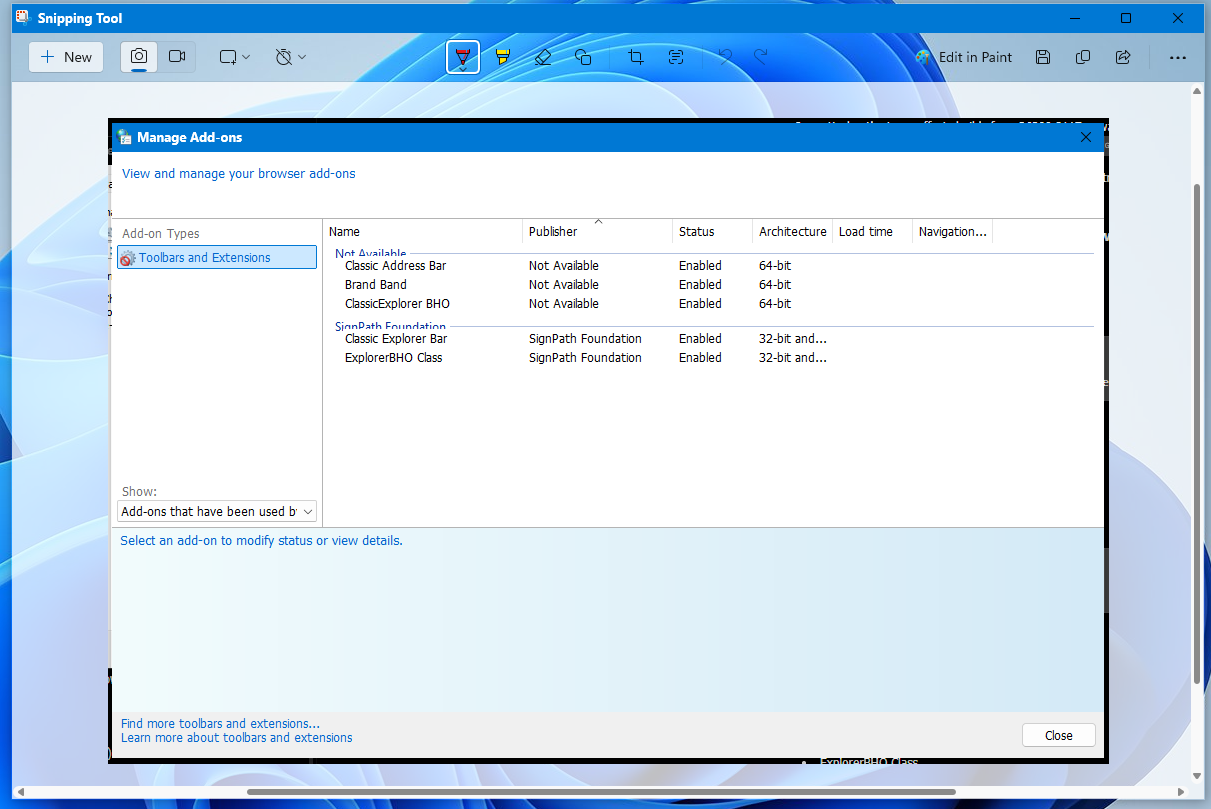 Snipping Tool
New
Edit in Paint
Manage Add-ons
View and manage your browser add-ons
Add-on Types
Toolbars and Extensions
Name Publisher Status Architecture Load time Navigation...
Not Available
Classic Address Bar Not Available Enabled 64-bit
Brand Band Not Available Enabled 64-bit
ClassicExplorer BHO Not Available Enabled 64-bit
SignPath Foundation
Classic Explorer Bar SignPath Foundation Enabled 32-bit and...
ExplorerBHO Class SignPath Foundation Enabled 32-bit and...
Show:
Add-ons that have been used
Select an add-on to modify status or view details.
Find more toolbars and extensions...
Learn more about toolbars and extensions
Close
ExplorerBHO Class